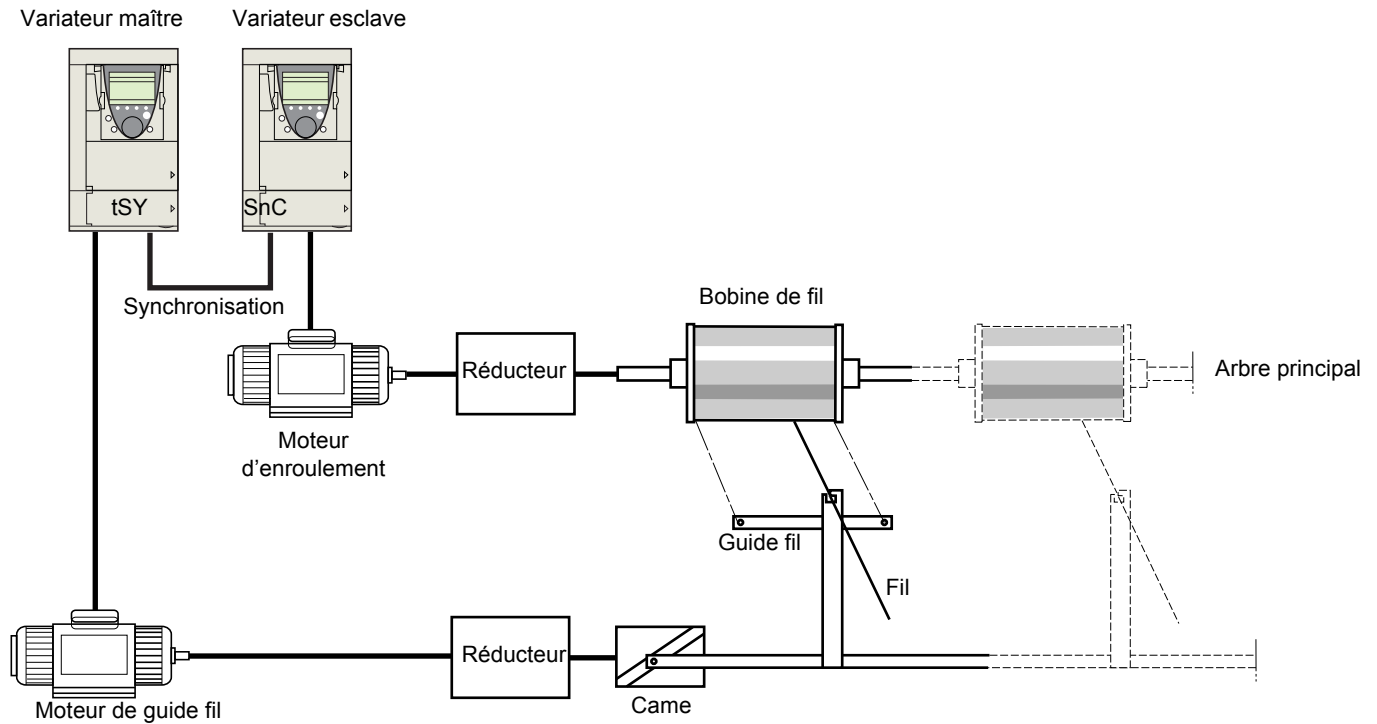 Variateur maître
Variateur esclave
tSY
SnC
Synchronisation
Bobine de fil
Réducteur
Arbre principal
Moteur
d’enroulement
Guide fil
Fil
Réducteur
Came
Moteur de guide fil